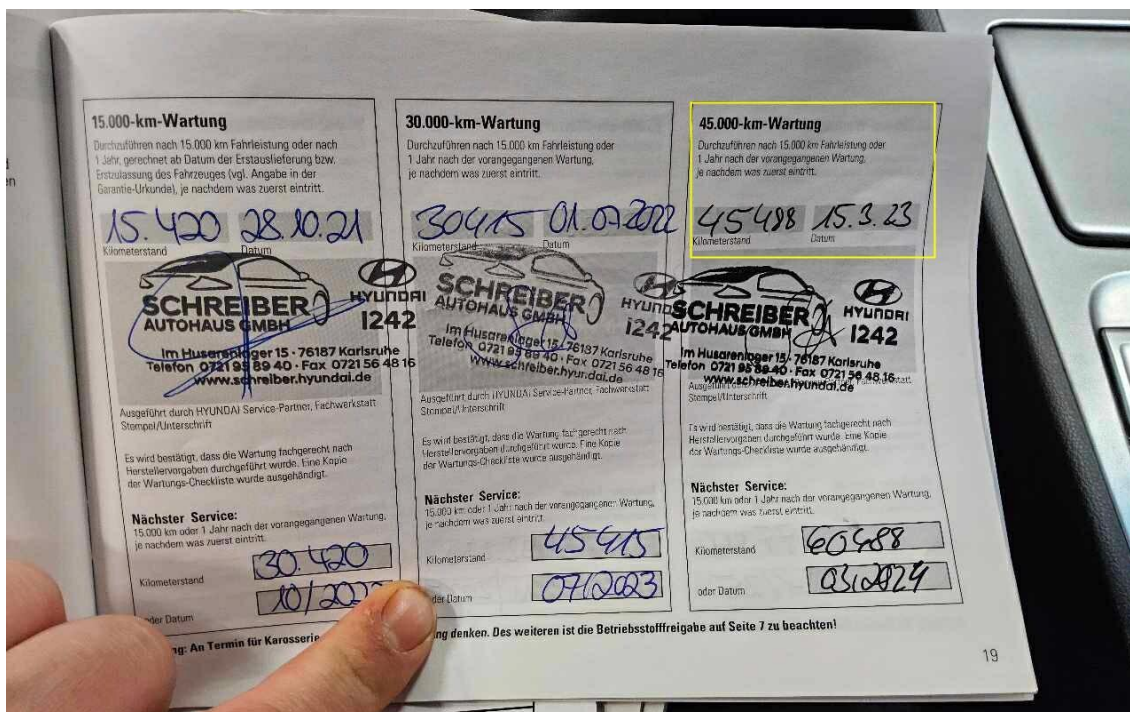 15.000-km-Wartung
Durchzuführen nach 15.000 km Fahrleistung oder nach
1 Jahr, gerechnet ab Datum der Erstauslieferung bzw.
Erstzulassung des Fahrzeuges (vgl. Angabe in der
Garantie-Urkunde), je nachdem was zuerst eintritt.
15.420 28.10.21
Kilometerstand Datum
SCHREIBER
AUTOHAUS GMBH
HYUNDAI
1242
Im Husarenlager 15 · 76187 Karlsruhe
Telefon 0721 95 89 40 · Fax 0721 56 48 16
www.schreiber.hyundai.de
Ausgeführt durch HYUNDAI Service-Partner, Fachwerkstatt
Stempel/Unterschrift
Es wird bestätigt, dass die Wartung fachgerecht nach
Herstellervorgaben durchgeführt wurde. Eine Kopie
der Wartungs-Checkliste wurde ausgehändigt.
Nächster Service:
15.000 km oder 1 Jahr nach der vorangegangenen Wartung,
je nachdem was zuerst eintritt.
Kilometerstand 30.420
oder Datum 10/202
30.000-km-Wartung
Durchzuführen nach 15.000 km Fahrleistung oder
1 Jahr nach der vorangegangenen Wartung,
je nachdem was zuerst eintritt.
30415 01.07.2022
Kilometerstand Datum
SCHREIBER
AUTOHAUS GMBH
HYUNDAI
1242
Im Husarenlager 15 · 76187 Karlsruhe
Telefon 0721 95 89 40 · Fax 0721 56 48 16
www.schreiber.hyundai.de
Ausgeführt durch HYUNDAI Service-Partner, Fachwerkstatt
Stempel/Unterschrift
Es wird bestätigt, dass die Wartung fachgerecht nach
Herstellervorgaben durchgeführt wurde. Eine Kopie
der Wartungs-Checkliste wurde ausgehändigt.
Nächster Service:
15.000 km oder 1 Jahr nach der vorangegangenen Wartung,
je nachdem was zuerst eintritt.
Kilometerstand 45415
oder Datum 07/2023
45.000-km-Wartung
Durchzuführen nach 15.000 km Fahrleistung oder
1 Jahr nach der vorangegangenen Wartung,
je nachdem was zuerst eintritt.
45488 15.3.23
Kilometerstand Datum
SCHREIBER
AUTOHAUS GMBH
HYUNDAI
1242
Im Husarenlager 15 · 76187 Karlsruhe
Telefon 0721 95 89 40 · Fax 0721 56 48 16
www.schreiber.hyundai.de
Stempel/Unterschrift
Es wird bestätigt, dass die Wartung fachgerecht nach
Herstellervorgaben durchgeführt wurde. Eine Kopie
der Wartungs-Checkliste wurde ausgehändigt.
Nächster Service:
15.000 km oder 1 Jahr nach der vorangegangenen Wartung,
je nachdem was zuerst eintritt.
Kilometerstand 60488
oder Datum 03/2024
An Termin für Karosserie denken. Des weiteren ist die Betriebsstofffreigabe auf Seite 7 zu beachten!
19